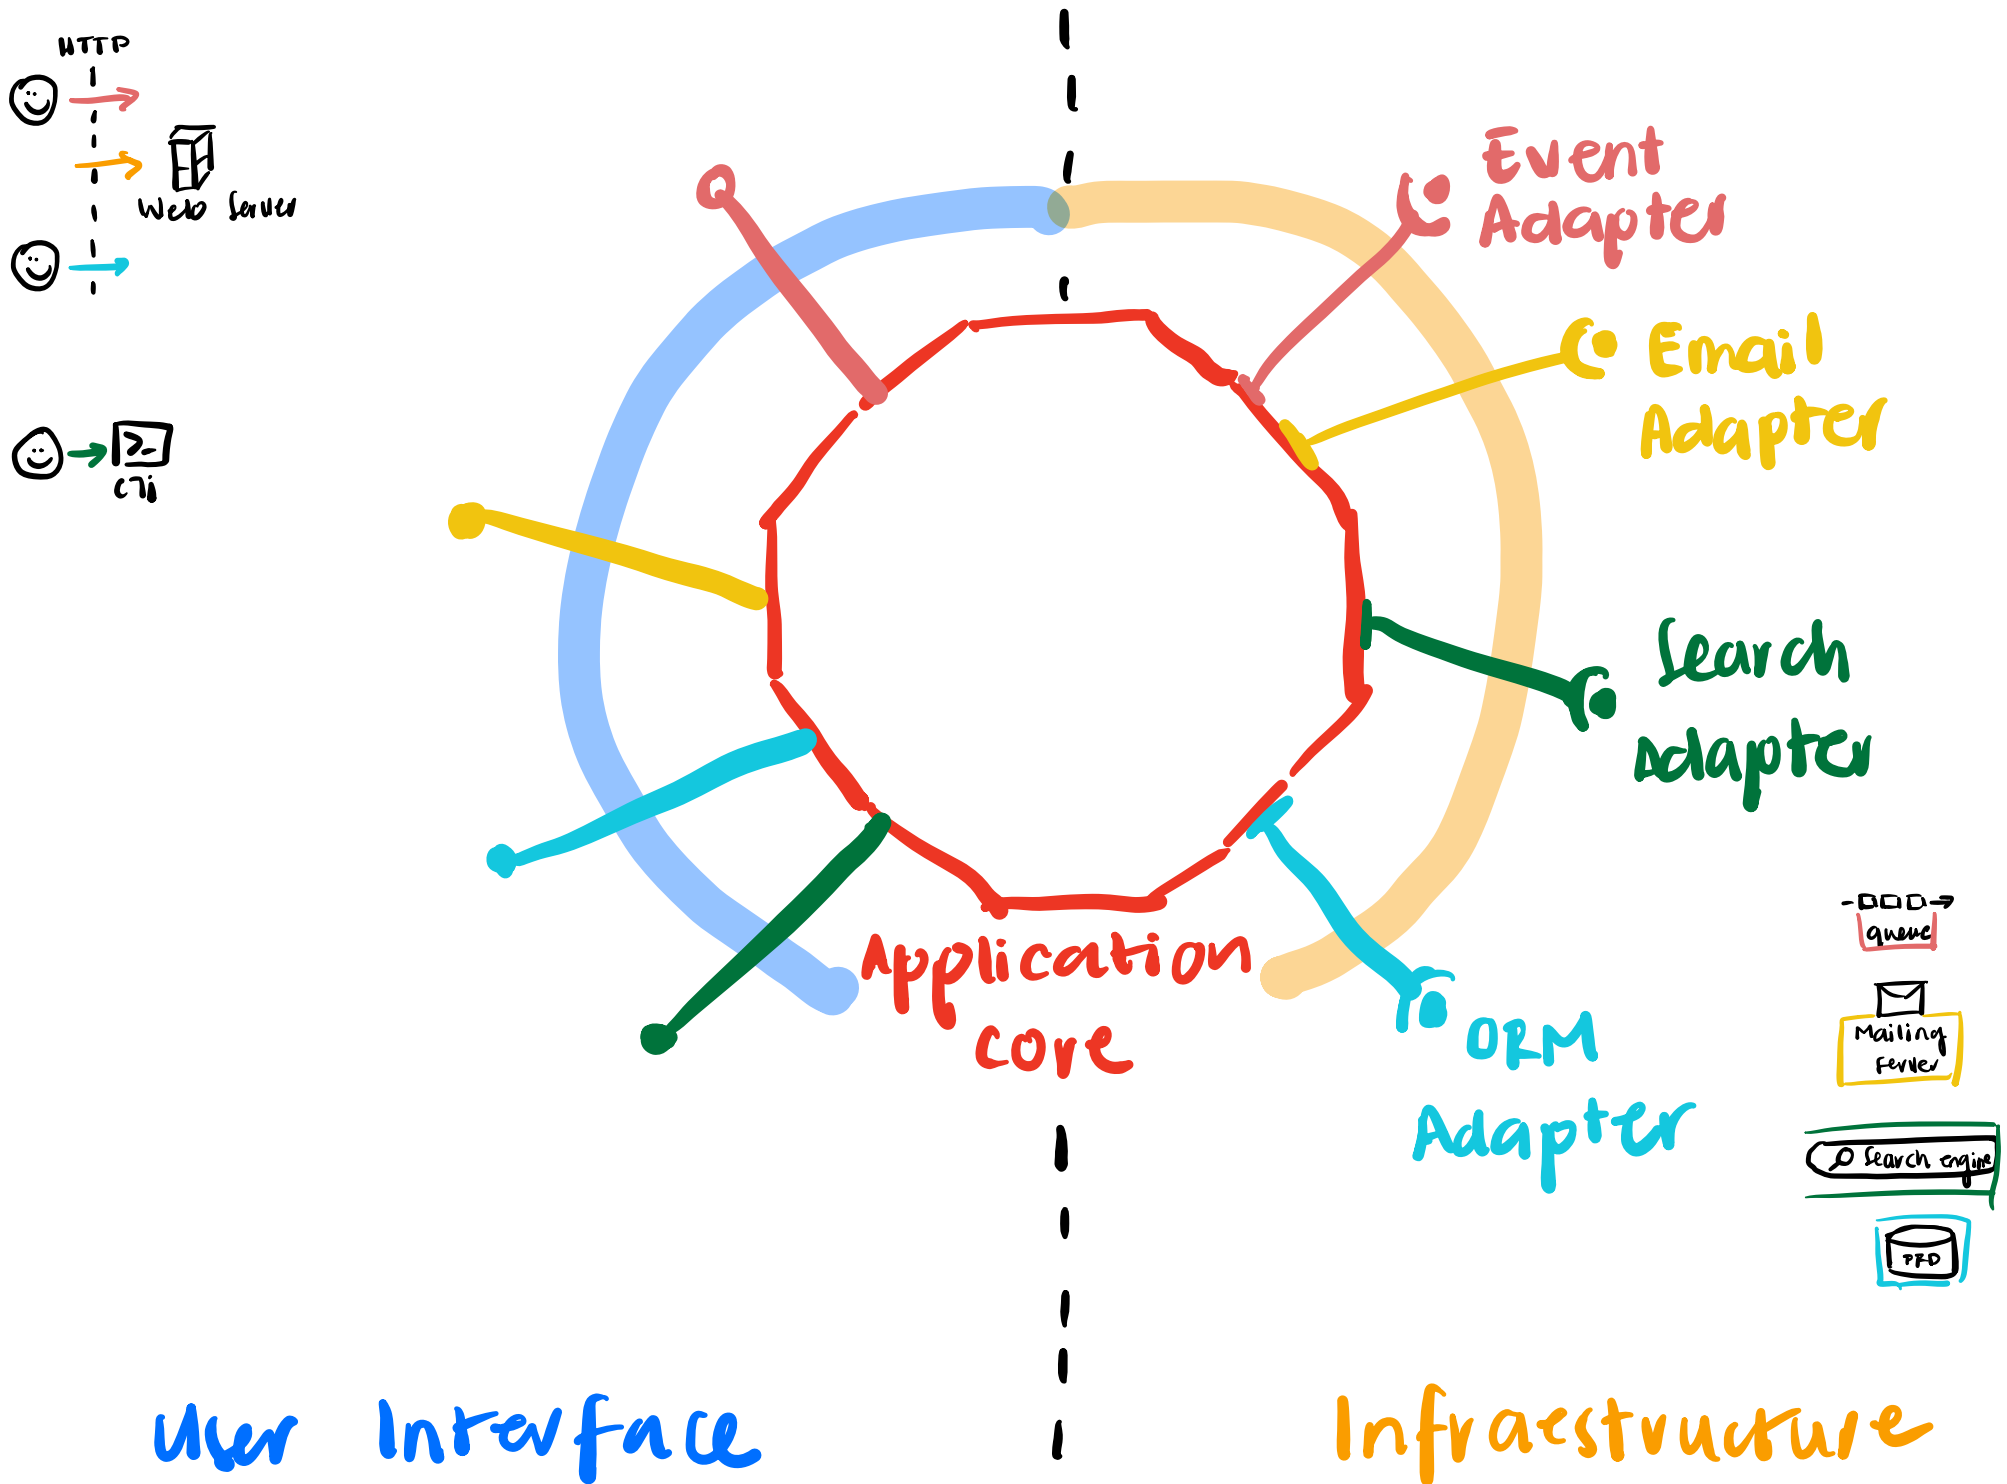 HTTP
Web Server
CLi
Event
Adapter
Email
Adapter
Search
Adapter
Application
Core
ORM
Adapter
queue
Mailing
Server
Search engine
User Interface
Infraestructure